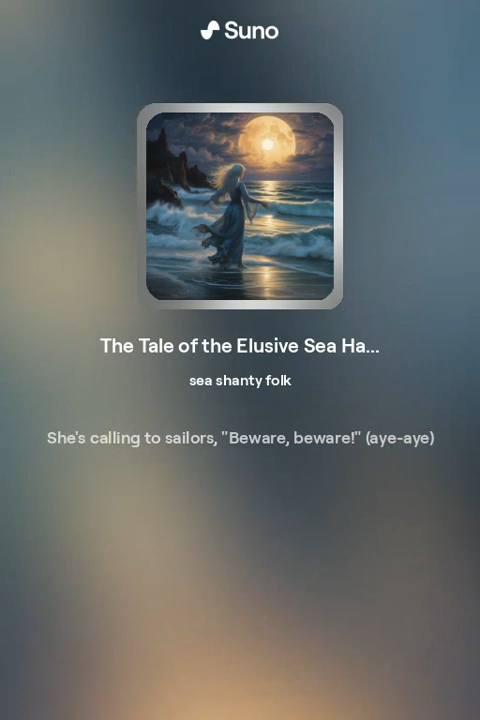 Suno
The Tale of the Elusive Sea Ha...
sea shanty folk
She's calling to sailors, "Beware, beware!" (aye-aye)